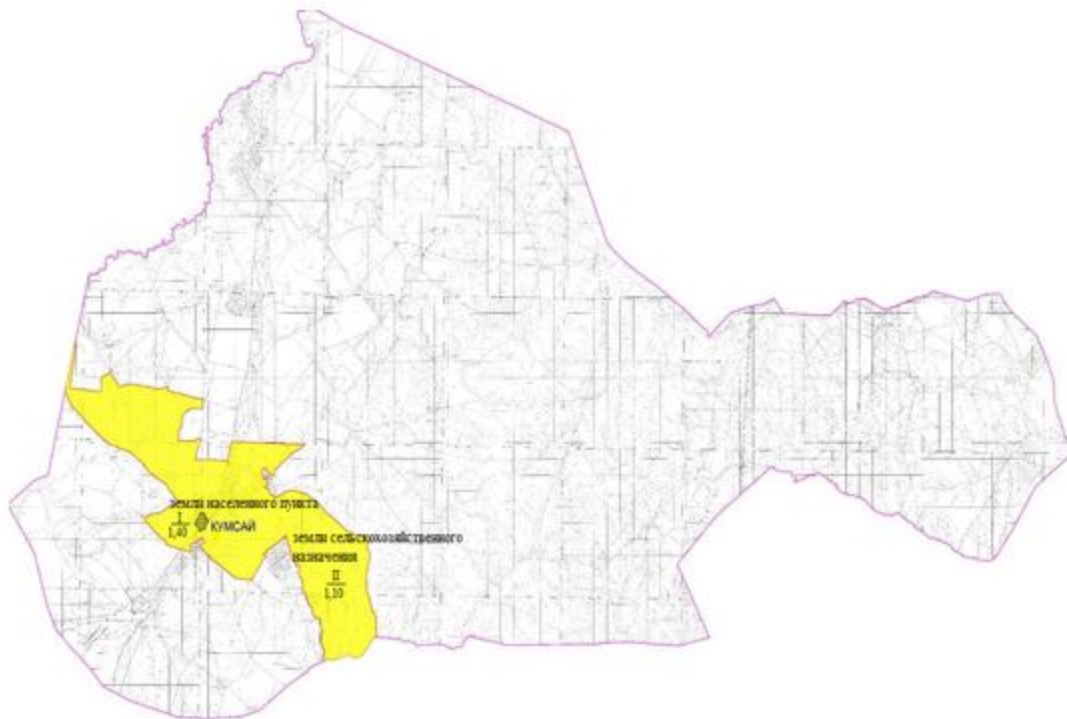 земли населенного пункта
I
1,40
КУМСАЙ
земли сельскохозяйственного
назначения
II
1,10